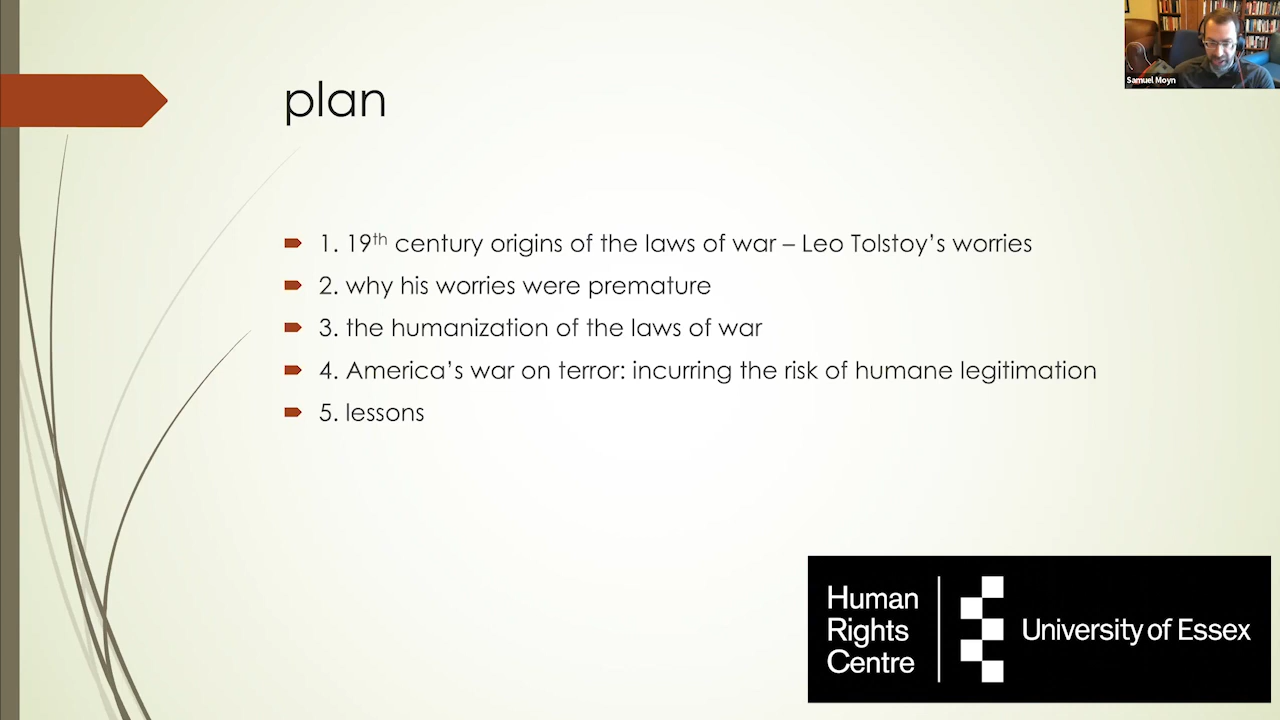 Samuel Moyn
plan
1. 19th century origins of the laws of war – Leo Tolstoy's worries
2. why his worries were premature
3. the humanization of the laws of war
4. America's war on terror: incurring the risk of humane legitimation
5. lessons
Human
Rights
Centre
University of Essex